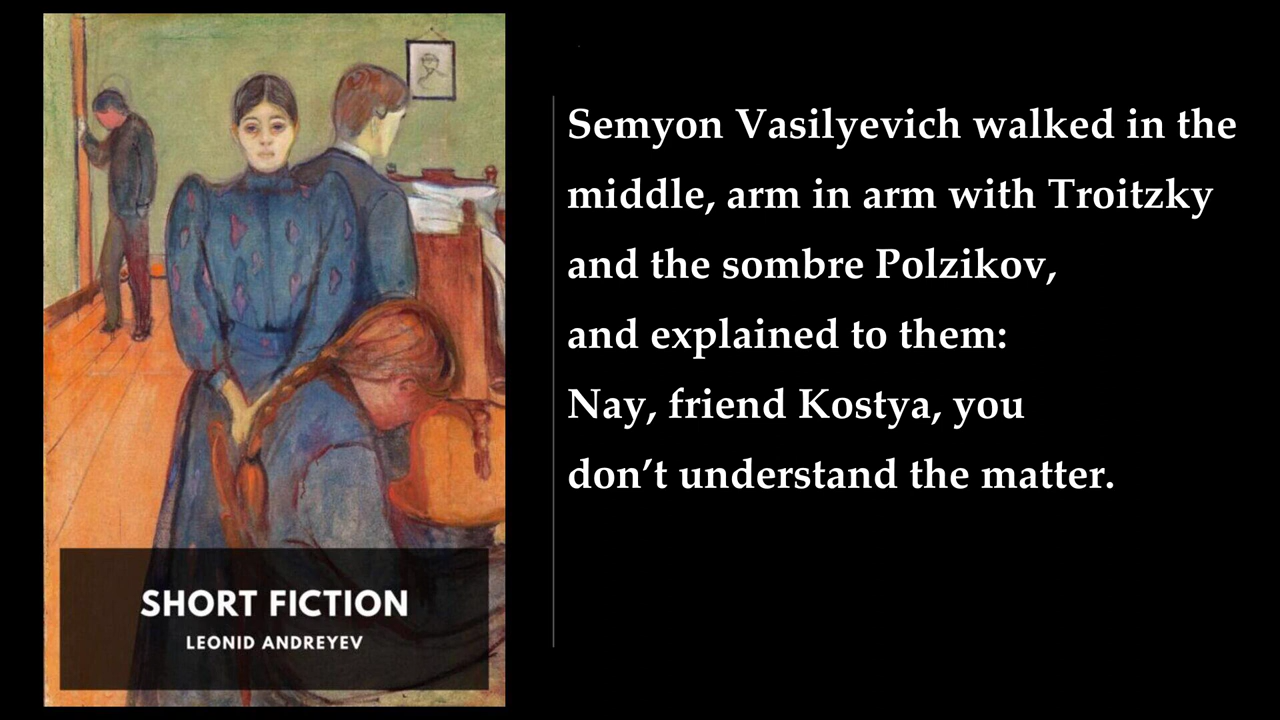 SHORT FICTION
LEONID ANDREYEV
Semyon Vasilyevich walked in the
middle, arm in arm with Troitzky
and the sombre Polzikov,
and explained to them:
Nay, friend Kostya, you
don’t understand the matter.